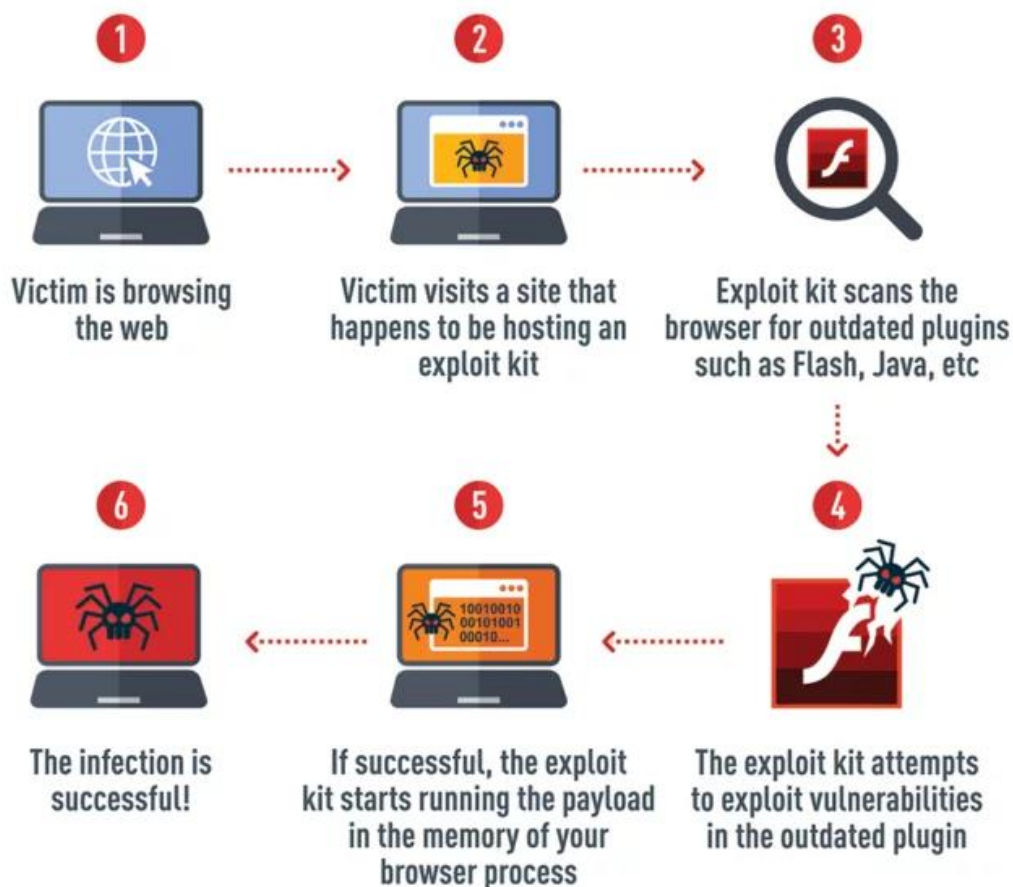 1
Victim is browsing
the web
2
Victim visits a site that
happens to be hosting an
exploit kit
3
Exploit kit scans the
browser for outdated plugins
such as Flash, Java, etc
4
The exploit kit attempts
to exploit vulnerabilities
in the outdated plugin
5
10010010
00101001
00010...
If successful, the exploit
kit starts running the payload
in the memory of your
browser process
6
The infection is
successful!